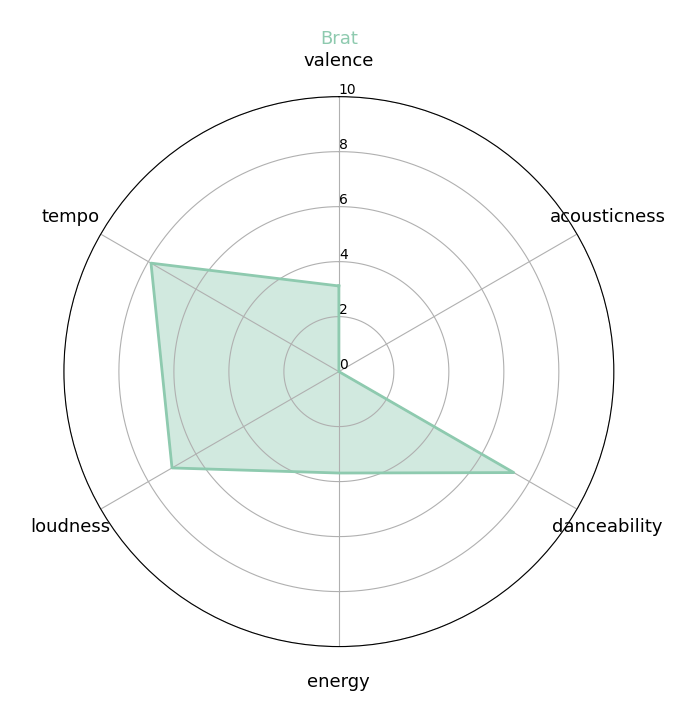 Brat
valence
10
8
6
4
2
0
tempo
acousticness
loudness
danceability
energy